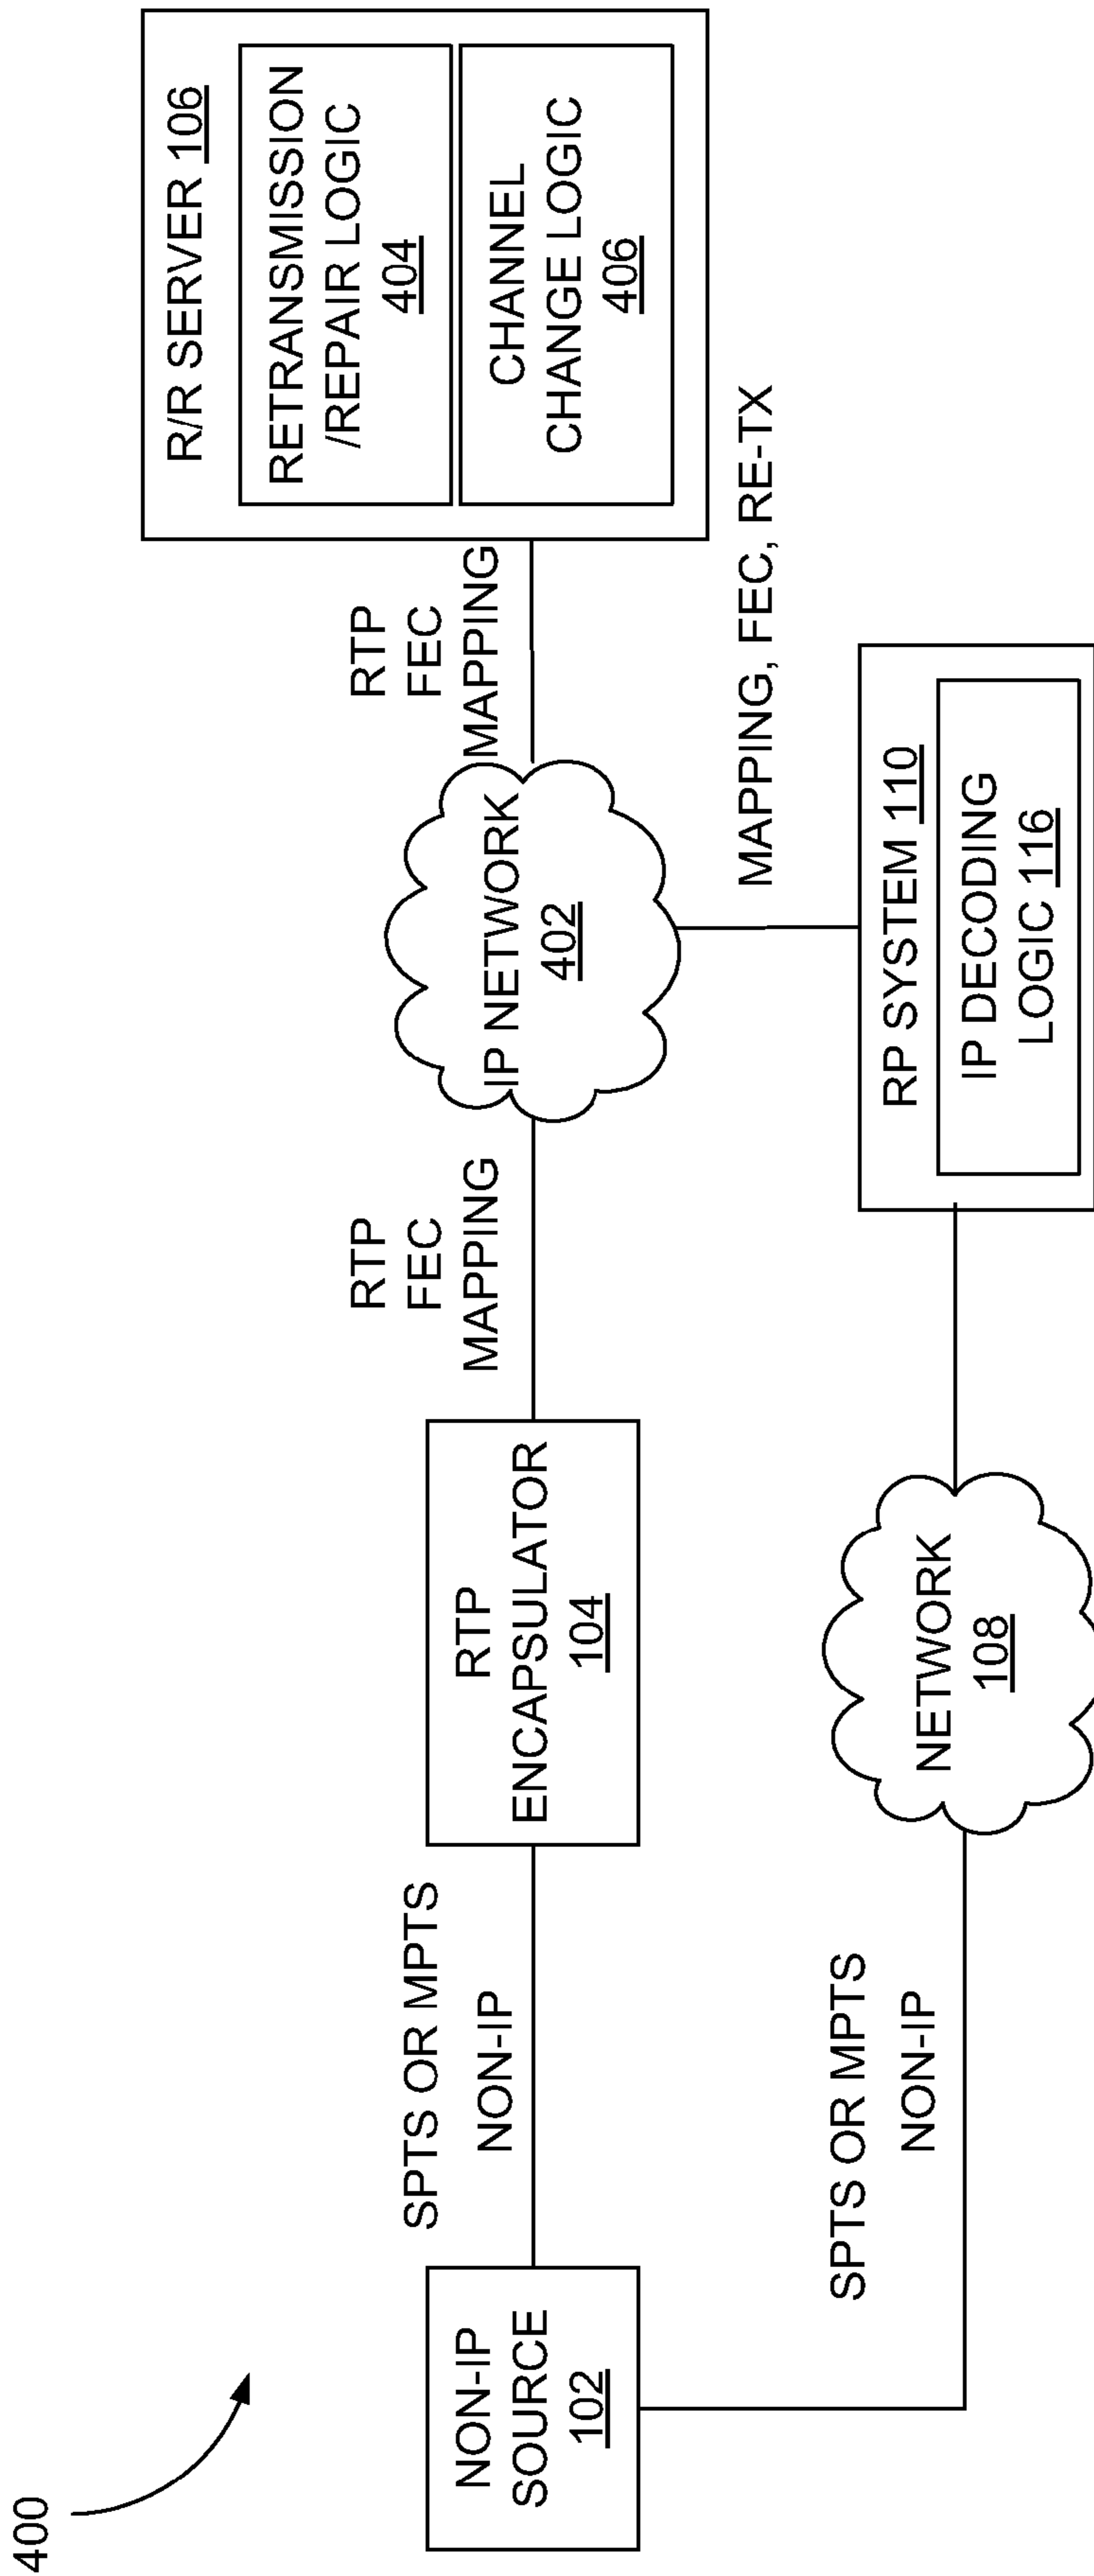 400
NON-IP
SOURCE
102
SPTS OR MPTS
NON-IP
RTP
ENCAPSULATOR
104
RTP
FEC
MAPPING
IP NETWORK
402
RTP
FEC
MAPPING
R/R SERVER 106
RETRANSMISSION
/REPAIR LOGIC
404
CHANNEL
CHANGE LOGIC
406
MAPPING, FEC, RE-TX
SPTS OR MPTS
NON-IP
NETWORK
108
RP SYSTEM 110
IP DECODING
LOGIC 116